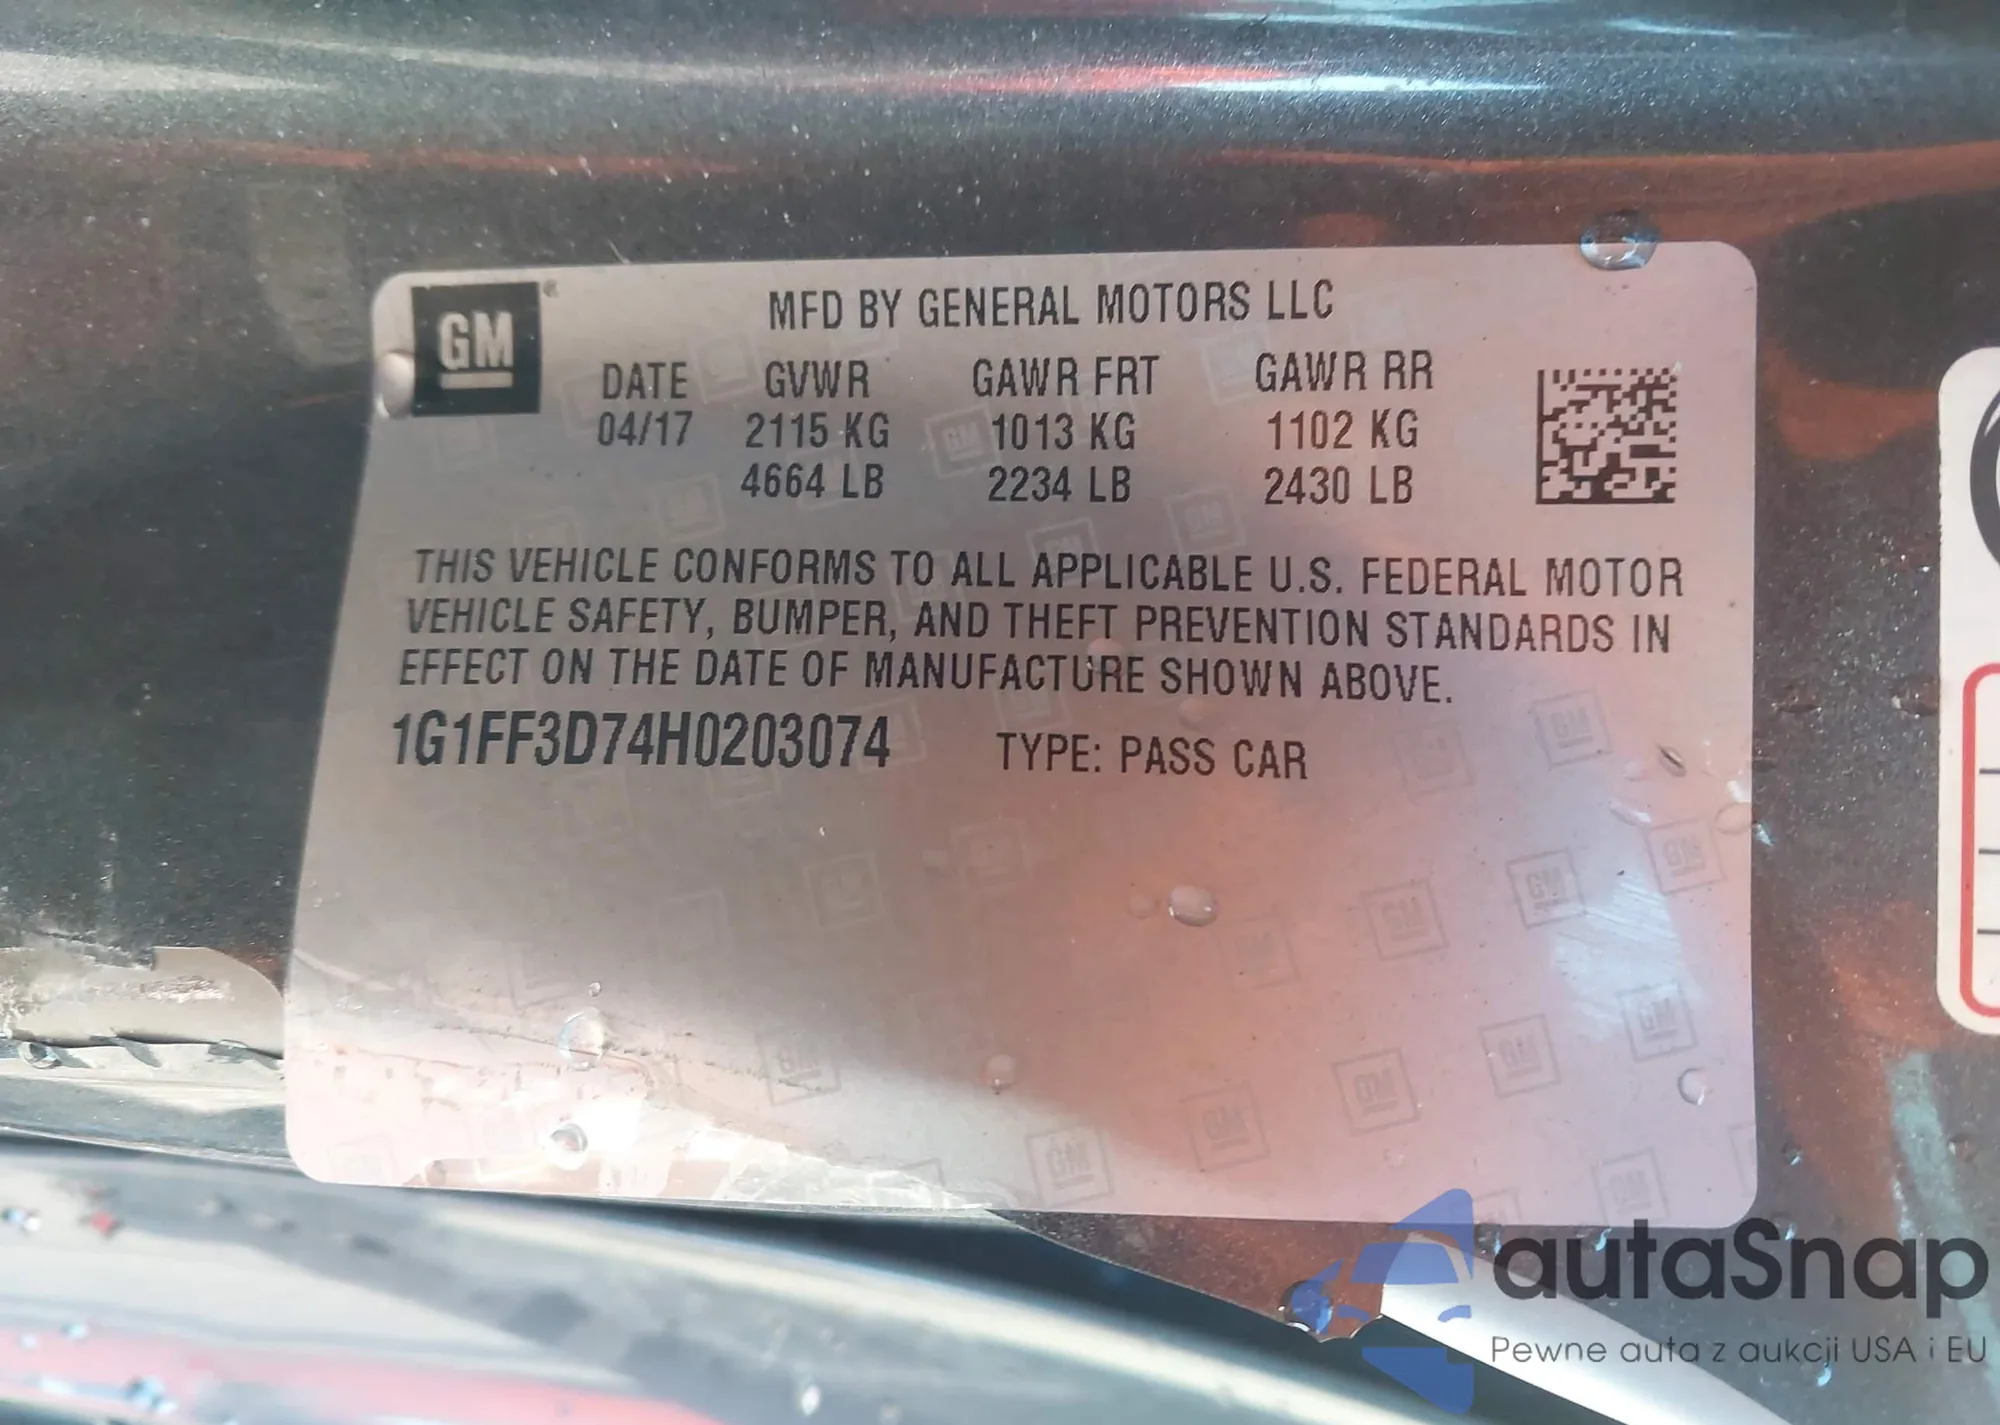 GM ®
MFD BY GENERAL MOTORS LLC
DATE GVWR GAWR FRT GAWR RR
04/17 2115 KG 1013 KG 1102 KG
4664 LB 2234 LB 2430 LB
THIS VEHICLE CONFORMS TO ALL APPLICABLE U.S. FEDERAL MOTOR
VEHICLE SAFETY, BUMPER, AND THEFT PREVENTION STANDARDS IN
EFFECT ON THE DATE OF MANUFACTURE SHOWN ABOVE.
1G1FF3D74H0203074 TYPE: PASS CAR
autaSnap
Pewne auta z aukcji USA i EU